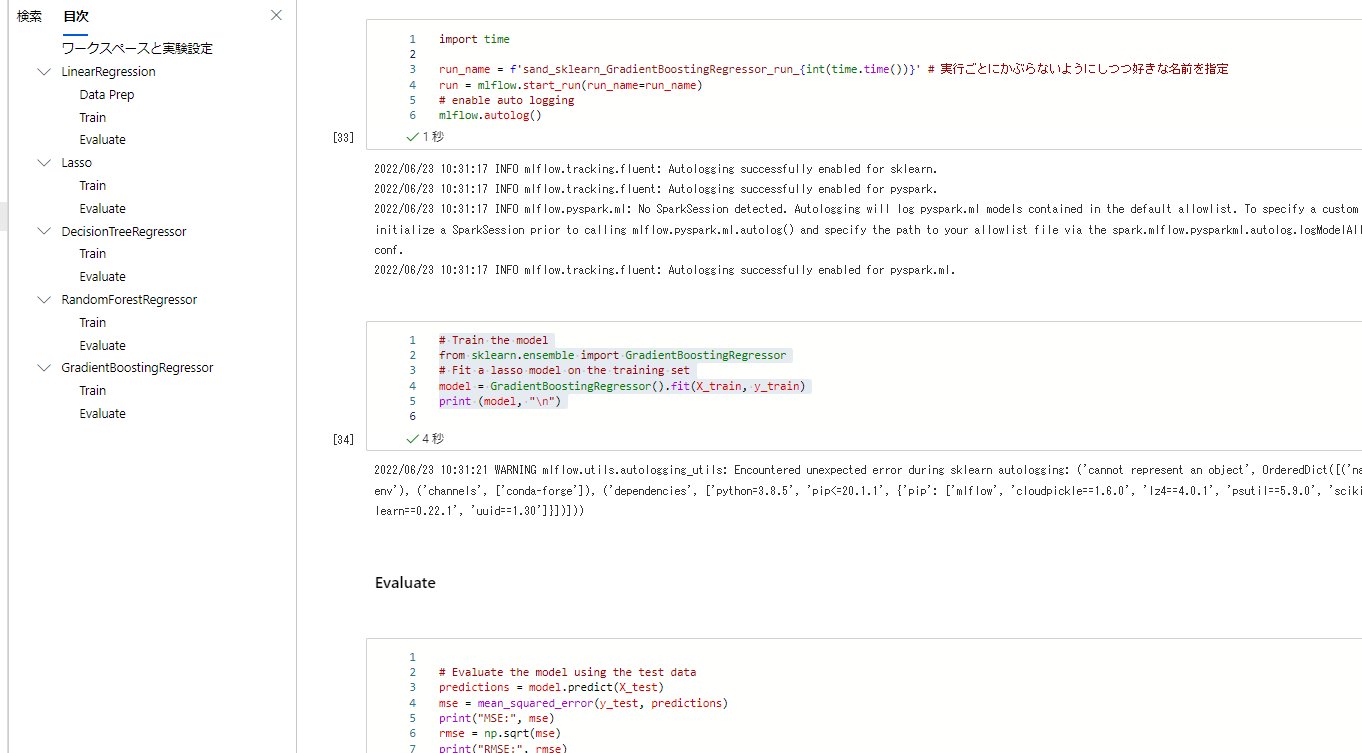 検索 目次
ワークスペースと実験設定
LinearRegression
Data Prep
Train
Evaluate
Lasso
Train
Evaluate
DecisionTreeRegressor
Train
Evaluate
RandomForestRegressor
Train
Evaluate
GradientBoostingRegressor
Train
Evaluate
1 import time
2
3 run_name = f'sand_sklearn_GradientBoostingRegressor_run_{int(time.time())}' # 実行ごとにかぶらないようにしつつ好きな名前を指定
4 run = mlflow.start_run(run_name=run_name)
5 # enable auto logging
6 mlflow.autolog()
[33] 1 秒
2022/06/23 10:31:17 INFO mlflow.tracking.fluent: Autologging successfully enabled for sklearn.
2022/06/23 10:31:17 INFO mlflow.tracking.fluent: Autologging successfully enabled for pyspark.
2022/06/23 10:31:17 INFO mlflow.pyspark.ml: No SparkSession detected. Autologging will log pyspark.ml models contained in the default allowlist. To specify a custom
initialize a SparkSession prior to calling mlflow.pyspark.ml.autolog() and specify the path to your allowlist file via the spark.mlflow.pysparkml.autolog.logModelAll
conf.
2022/06/23 10:31:17 INFO mlflow.tracking.fluent: Autologging successfully enabled for pyspark.ml.
1 # Train the model
2 from sklearn.ensemble import GradientBoostingRegressor
3 # Fit a lasso model on the training set
4 model = GradientBoostingRegressor().fit(X_train, y_train)
5 print (model, "\n")
6
[34] 4 秒
2022/06/23 10:31:21 WARNING mlflow.utils.autologging_utils: Encountered unexpected error during sklearn autologging: ('cannot represent an object', OrderedDict([('na
env'), ('channels', ['conda-forge']), ('dependencies', ['python=3.8.5', 'pip<=20.1.1', {'pip': ['mlflow', 'cloudpickle==1.6.0', 'lz4==4.0.1', 'psutil==5.9.0', 'sciki
learn==0.22.1', 'uuid==1.30']}])]))
Evaluate
1
2 # Evaluate the model using the test data
3 predictions = model.predict(X_test)
4 mse = mean_squared_error(y_test, predictions)
5 print("MSE:", mse)
6 rmse = np.sqrt(mse)
7 print("RMSE:", rmse)